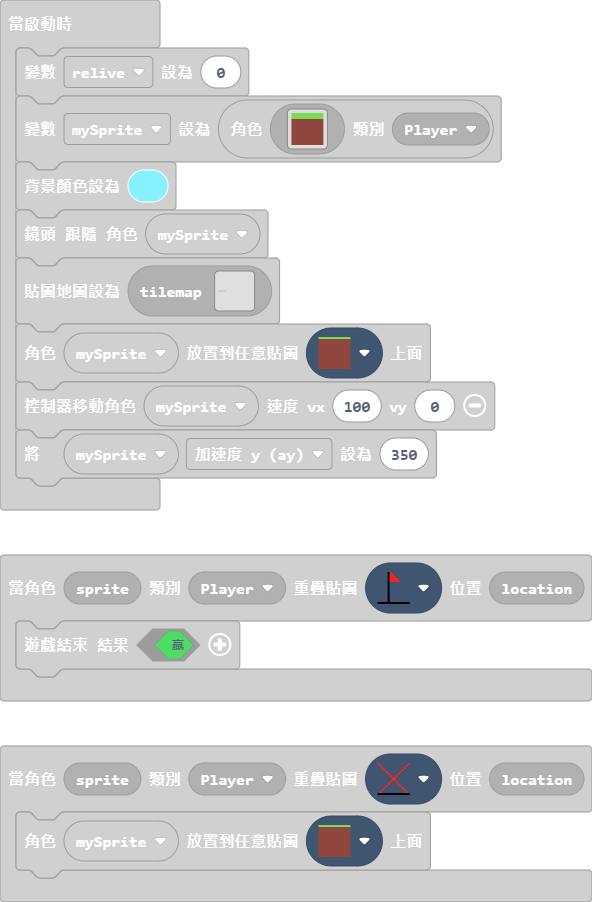 當啟動時
變數 relive 設為 0
變數 mySprite 設為 角色 類別 Player
背景顏色設為
鏡頭 跟隨 角色 mySprite
貼圖地圖設為 tilemap
角色 mySprite 放置到任意貼圖 上面
控制器移動角色 mySprite 速度 vx 100 vy 0
將 mySprite 加速度 y (ay) 設為 350
當角色 sprite 類別 Player 重疊貼圖 位置 location
遊戲結束 結果 贏
當角色 sprite 類別 Player 重疊貼圖 位置 location
角色 mySprite 放置到任意貼圖 上面